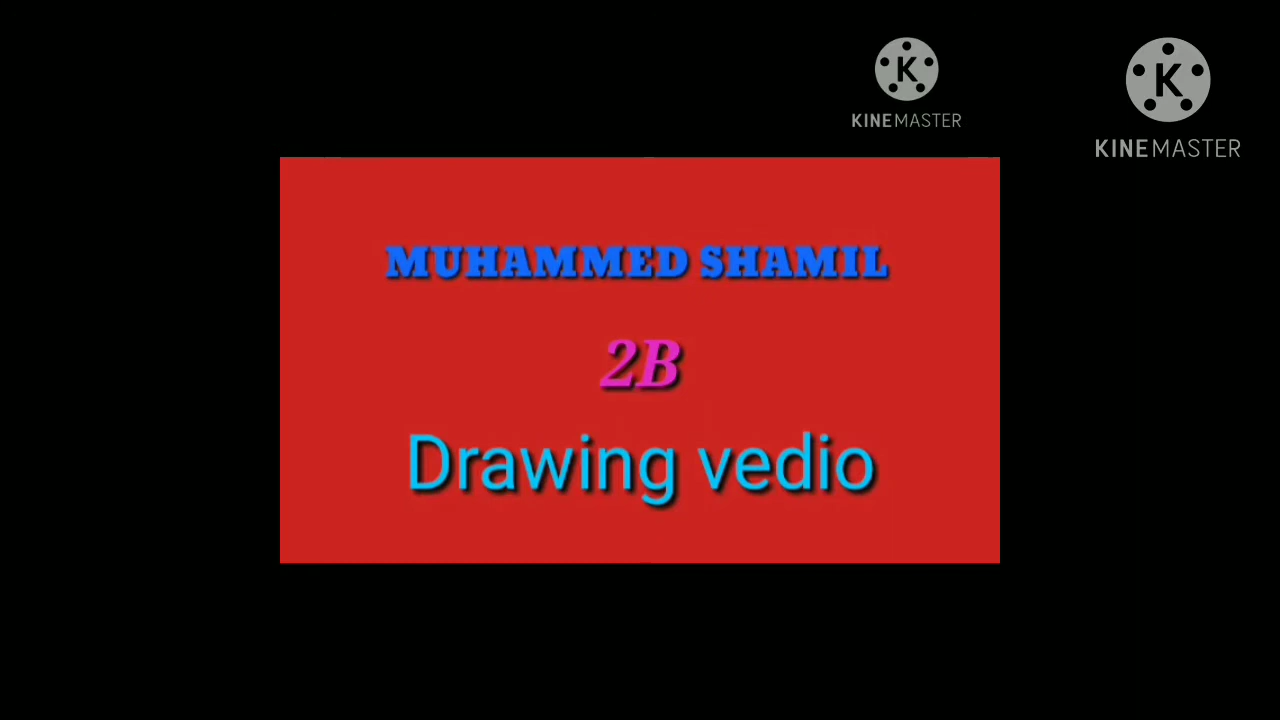 K
KINEMASTER
K
KINEMASTER
MUHAMMED SHAMIL
2B
Drawing vedio